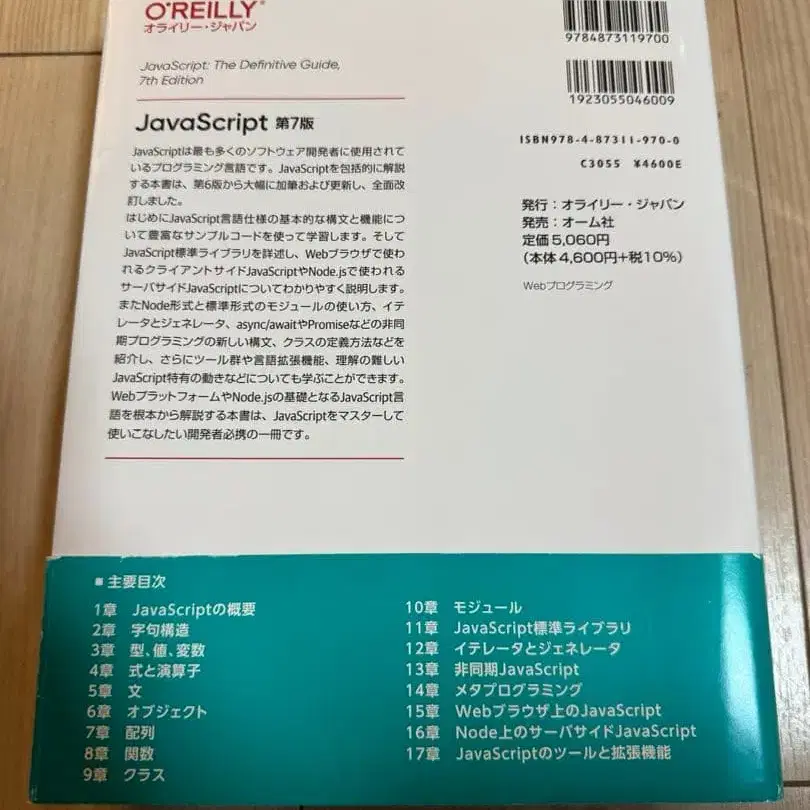 O'REILLY®
オライリー・ジャパン
JavaScript: The Definitive Guide,
7th Edition
JavaScript 第7版
JavaScriptは最も多くのソフトウェア開発者に使用されて
いるプログラミング言語です。JavaScriptを包括的に解説
する本書は、第6版から大幅に加筆および更新し、全面改
訂しました。
はじめにJavaScript言語仕様の基本的な構文と機能につ
いて豊富なサンプルコードを使って学習します。そして
JavaScript標準ライブラリを詳述し、Webブラウザで使わ
れるクライアントサイドJavaScriptやNode.jsで使われる
サーバサイドJavaScriptについてわかりやすく説明します。
またNode形式と標準形式のモジュールの使い方、イテ
レータとジェネレータ、async/awaitやPromiseなどの非同
期プログラミングの新しい構文、クラスの定義方法などを
紹介し、さらにツール群や言語拡張機能、理解の難しい
JavaScript特有の動きなどについても学ぶことができます。
WebプラットフォームやNode.jsの基礎となるJavaScript言
語を根本から解説する本書は、JavaScriptをマスターして
使いこなしたい開発者必携の一冊です。
9784873119700
1923055046009
ISBN978-4-87311-970-0
C3055 ¥4600E
発行：オライリー・ジャパン
発売：オーム社
定価5,060円
（本体4,600円+税10%）
Webプログラミング
■ 主要目次
1章 JavaScriptの概要
2章 字句構造
3章 型、値、変数
4章 式と演算子
5章 文
6章 オブジェクト
7章 配列
8章 関数
9章 クラス
10章 モジュール
11章 JavaScript標準ライブラリ
12章 イテレータとジェネレータ
13章 非同期JavaScript
14章 メタプログラミング
15章 Webブラウザ上のJavaScript
16章 Node上のサーバサイドJavaScript
17章 JavaScriptのツールと拡張機能